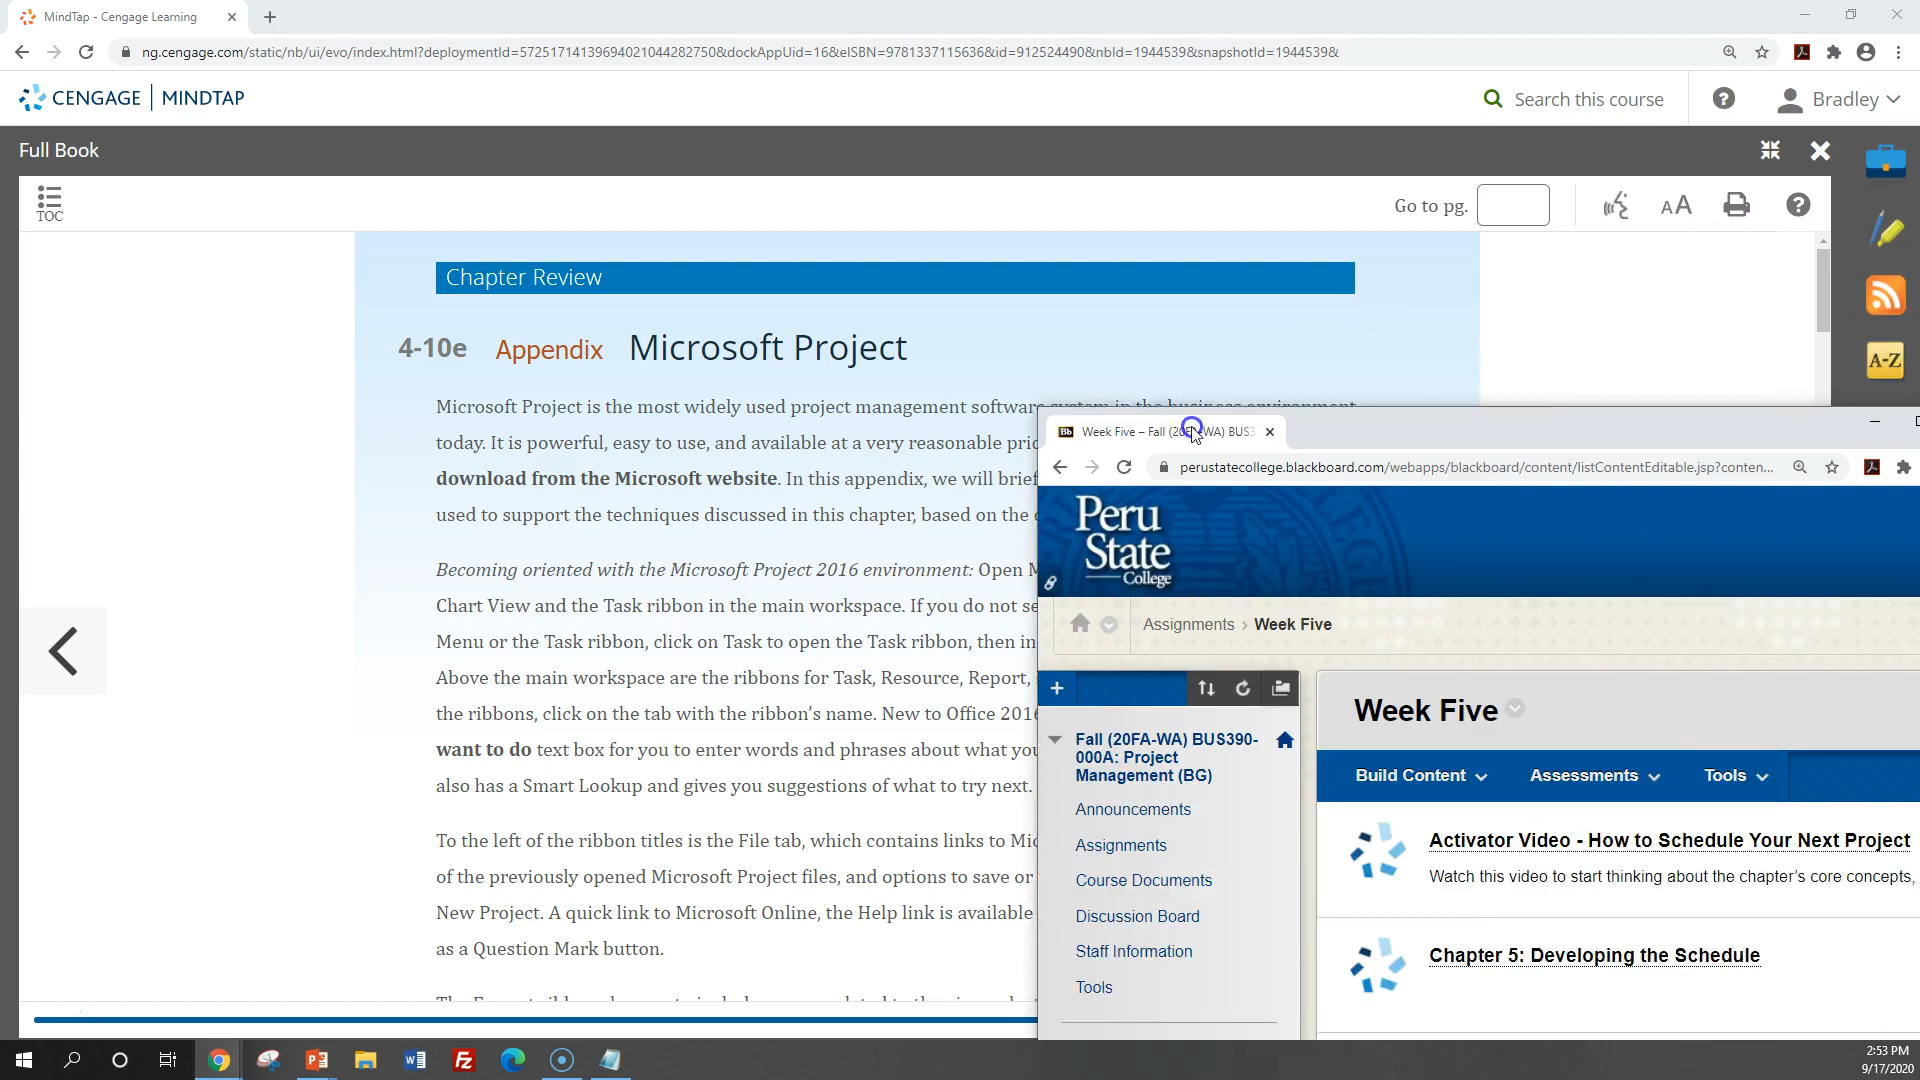 MindTap - Cengage Learning
ng.cengage.com/static/nb/ui/evo/index.html?deploymentId=5725171413969402104428​2750&dockAppUid=16&eISBN=9781337115636&id=912524490&nbId=1944539&snapshotId=1944539&
CENGAGE | MINDTAP
Search this course
Bradley
Full Book
TOC
Go to pg.
AA
A-Z
Chapter Review
4-10e Appendix Microsoft Project
Microsoft Project is the most widely used project management software system in the business environment
today. It is powerful, easy to use, and available at a very reasonable
download from the Microsoft website. In this appendix, we will
used to support the techniques discussed in this chapter, based on the
Becoming oriented with the Microsoft Project 2016 environment: Open
Chart View and the Task ribbon in the main workspace. If you do not
Menu or the Task ribbon, click on Task to open the Task ribbon, then
Above the main workspace are the ribbons for Task, Resource, Report,
the ribbons, click on the tab with the ribbon's name. New to Office
want to do text box for you to enter words and phrases about what
also has a Smart Lookup and gives you suggestions of what to try next.
To the left of the ribbon titles is the File tab, which contains links to
of the previously opened Microsoft Project files, and options to save or
New Project. A quick link to Microsoft Online, the Help link is available
as a Question Mark button.
Bb Week Five – Fall (20FA-WA) BUS3
perustatecollege.blackboard.com/webapps/blackboard/content/listContentEditable.jsp?conten...
Peru
State
College
Assignments > Week Five
Fall (20FA-WA) BUS390-
000A: Project
Management (BG)
Announcements
Assignments
Course Documents
Discussion Board
Staff Information
Tools
Week Five
Build Content Assessments Tools
Activator Video - How to Schedule Your Next Project
Watch this video to start thinking about the chapter's core concepts,
Chapter 5: Developing the Schedule
2:53 PM
9/17/2020